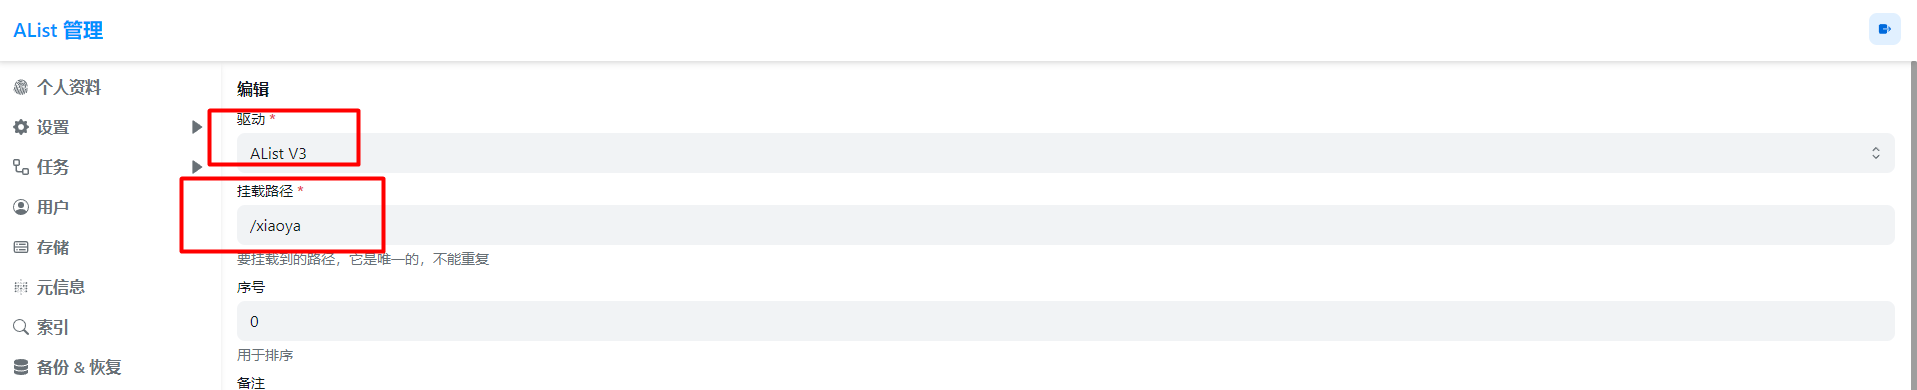 AList 管理
个人资料
设置
任务
用户
存储
元信息
索引
备份 & 恢复
编辑
驱动 *
AList V3
挂载路径 *
/xiaoya
要挂载到的路径，它是唯一的，不能重复
序号
0
用于排序
备注